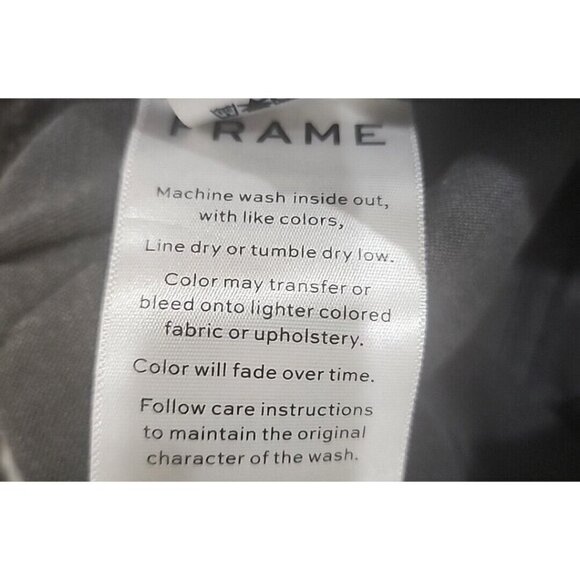 FRAME
Machine wash inside out,
with like colors,
Line dry or tumble dry low.
Color may transfer or
bleed onto lighter colored
fabric or upholstery.
Color will fade over time.
Follow care instructions
to maintain the original
character of the wash.